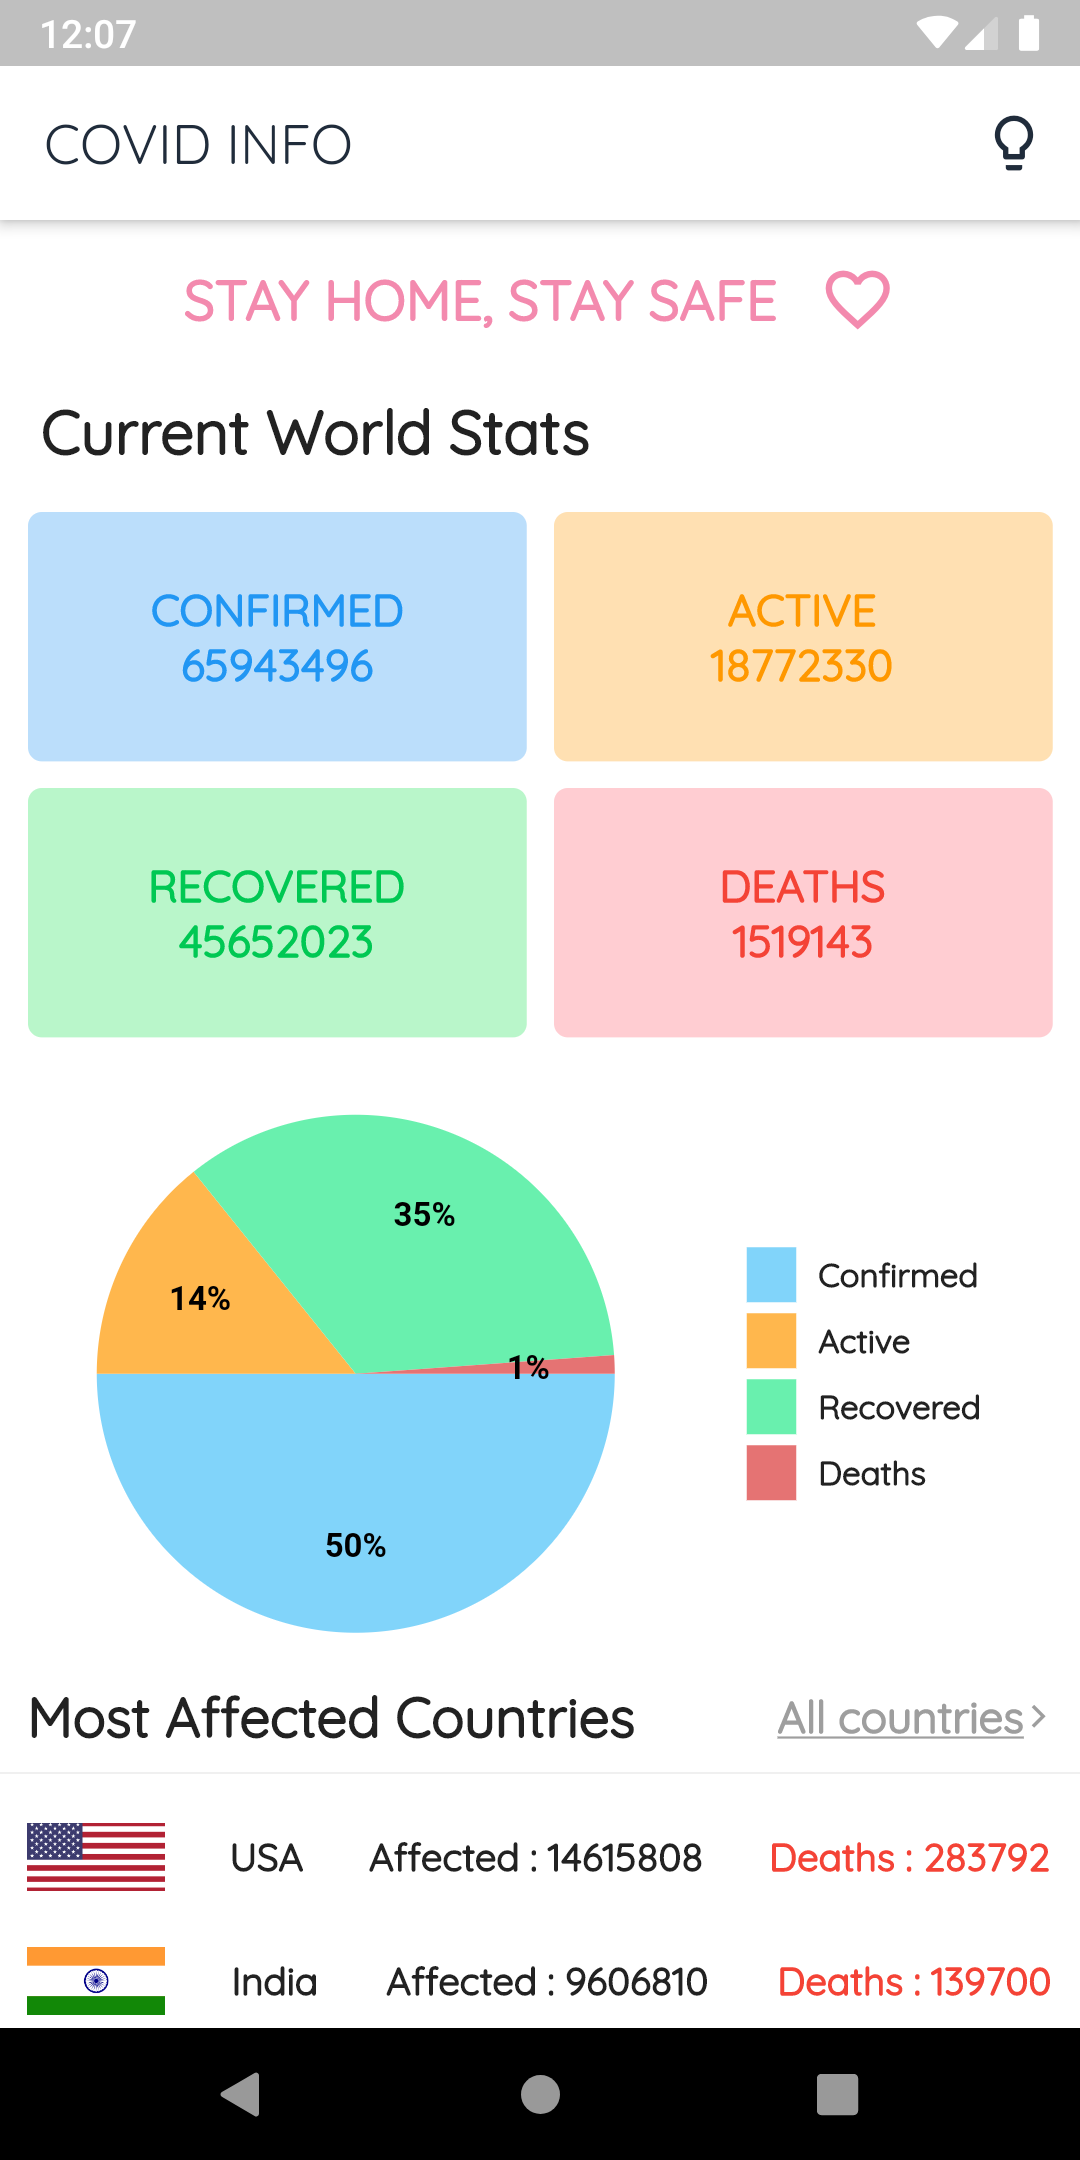 12:07
COVID INFO
STAY HOME, STAY SAFE
Current World Stats
CONFIRMED
65943496
ACTIVE
18772330
RECOVERED
45652023
DEATHS
1519143
35%
14%
1%
50%
Confirmed
Active
Recovered
Deaths
Most Affected Countries
All countries
USA Affected : 14615808 Deaths : 283792
India Affected : 9606810 Deaths : 139700